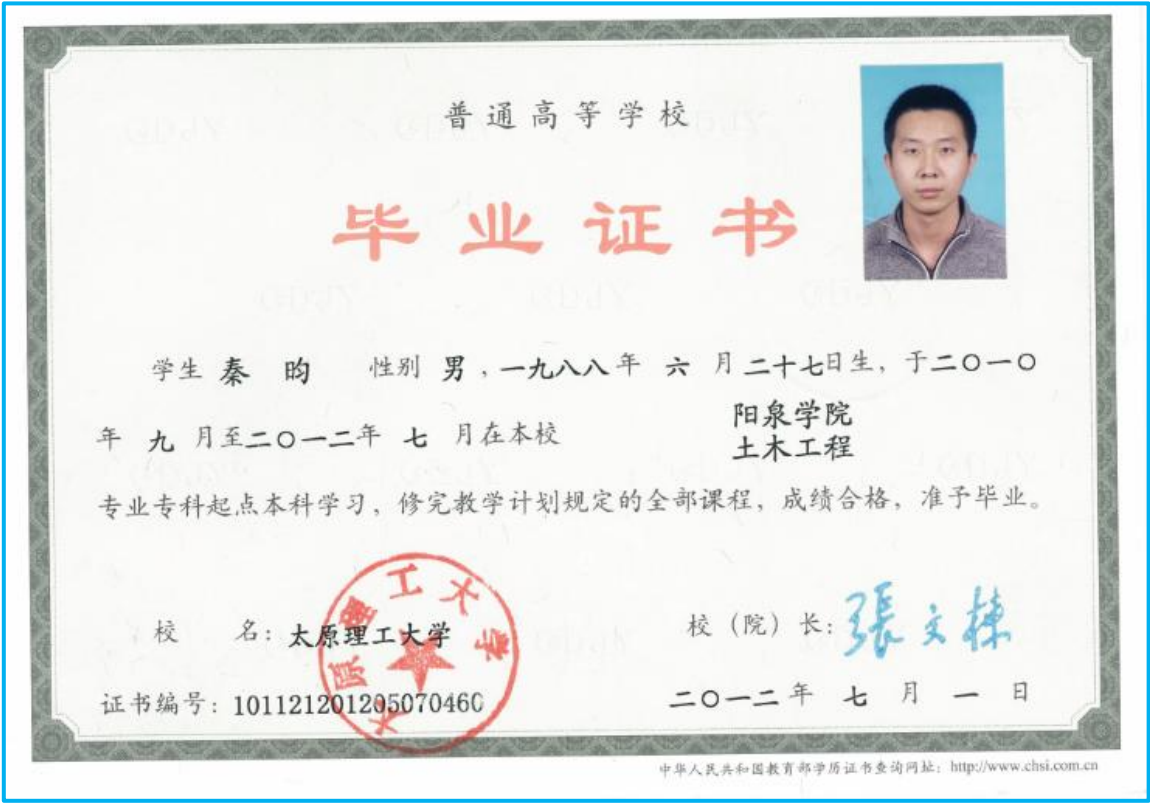 普通高等学校
毕业证书
学生 秦 昀 性别 男，一九八八年 六 月二十七日生，于二〇一〇
年 九 月至二〇一二年 七 月在本校 阳泉学院
土木工程
专业专科起点本科学习，修完教学计划规定的全部课程，成绩合格，准予毕业。
校 名：太原理工大学
太原理工大学
校（院）长：張文棟
证书编号：101121201205070460
二〇一二年 七 月 一 日
中华人民共和国教育部学历证书查询网址：http://www.chsi.com.cn